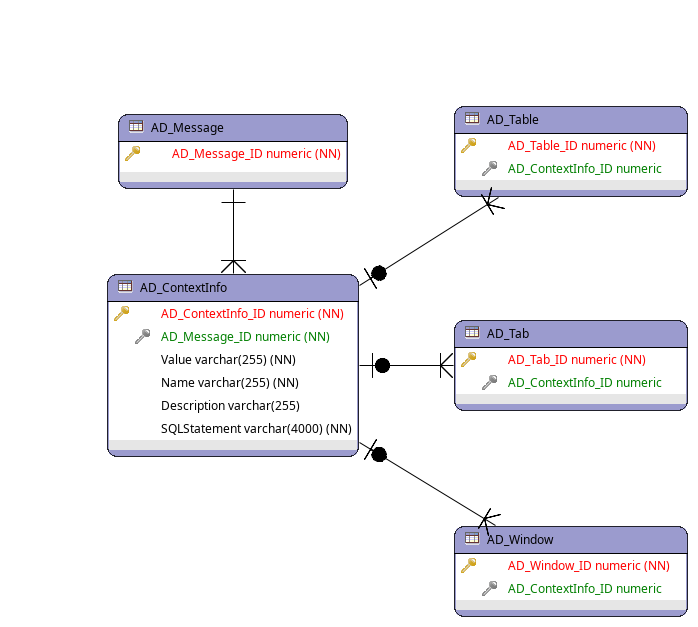 AD_Message
AD_Message_ID numeric (NN)
AD_Table
AD_Table_ID numeric (NN)
AD_ContextInfo_ID numeric
AD_ContextInfo
AD_ContextInfo_ID numeric (NN)
AD_Message_ID numeric (NN)
Value varchar(255) (NN)
Name varchar(255) (NN)
Description varchar(255)
SQLStatement varchar(4000) (NN)
AD_Tab
AD_Tab_ID numeric (NN)
AD_ContextInfo_ID numeric
AD_Window
AD_Window_ID numeric (NN)
AD_ContextInfo_ID numeric